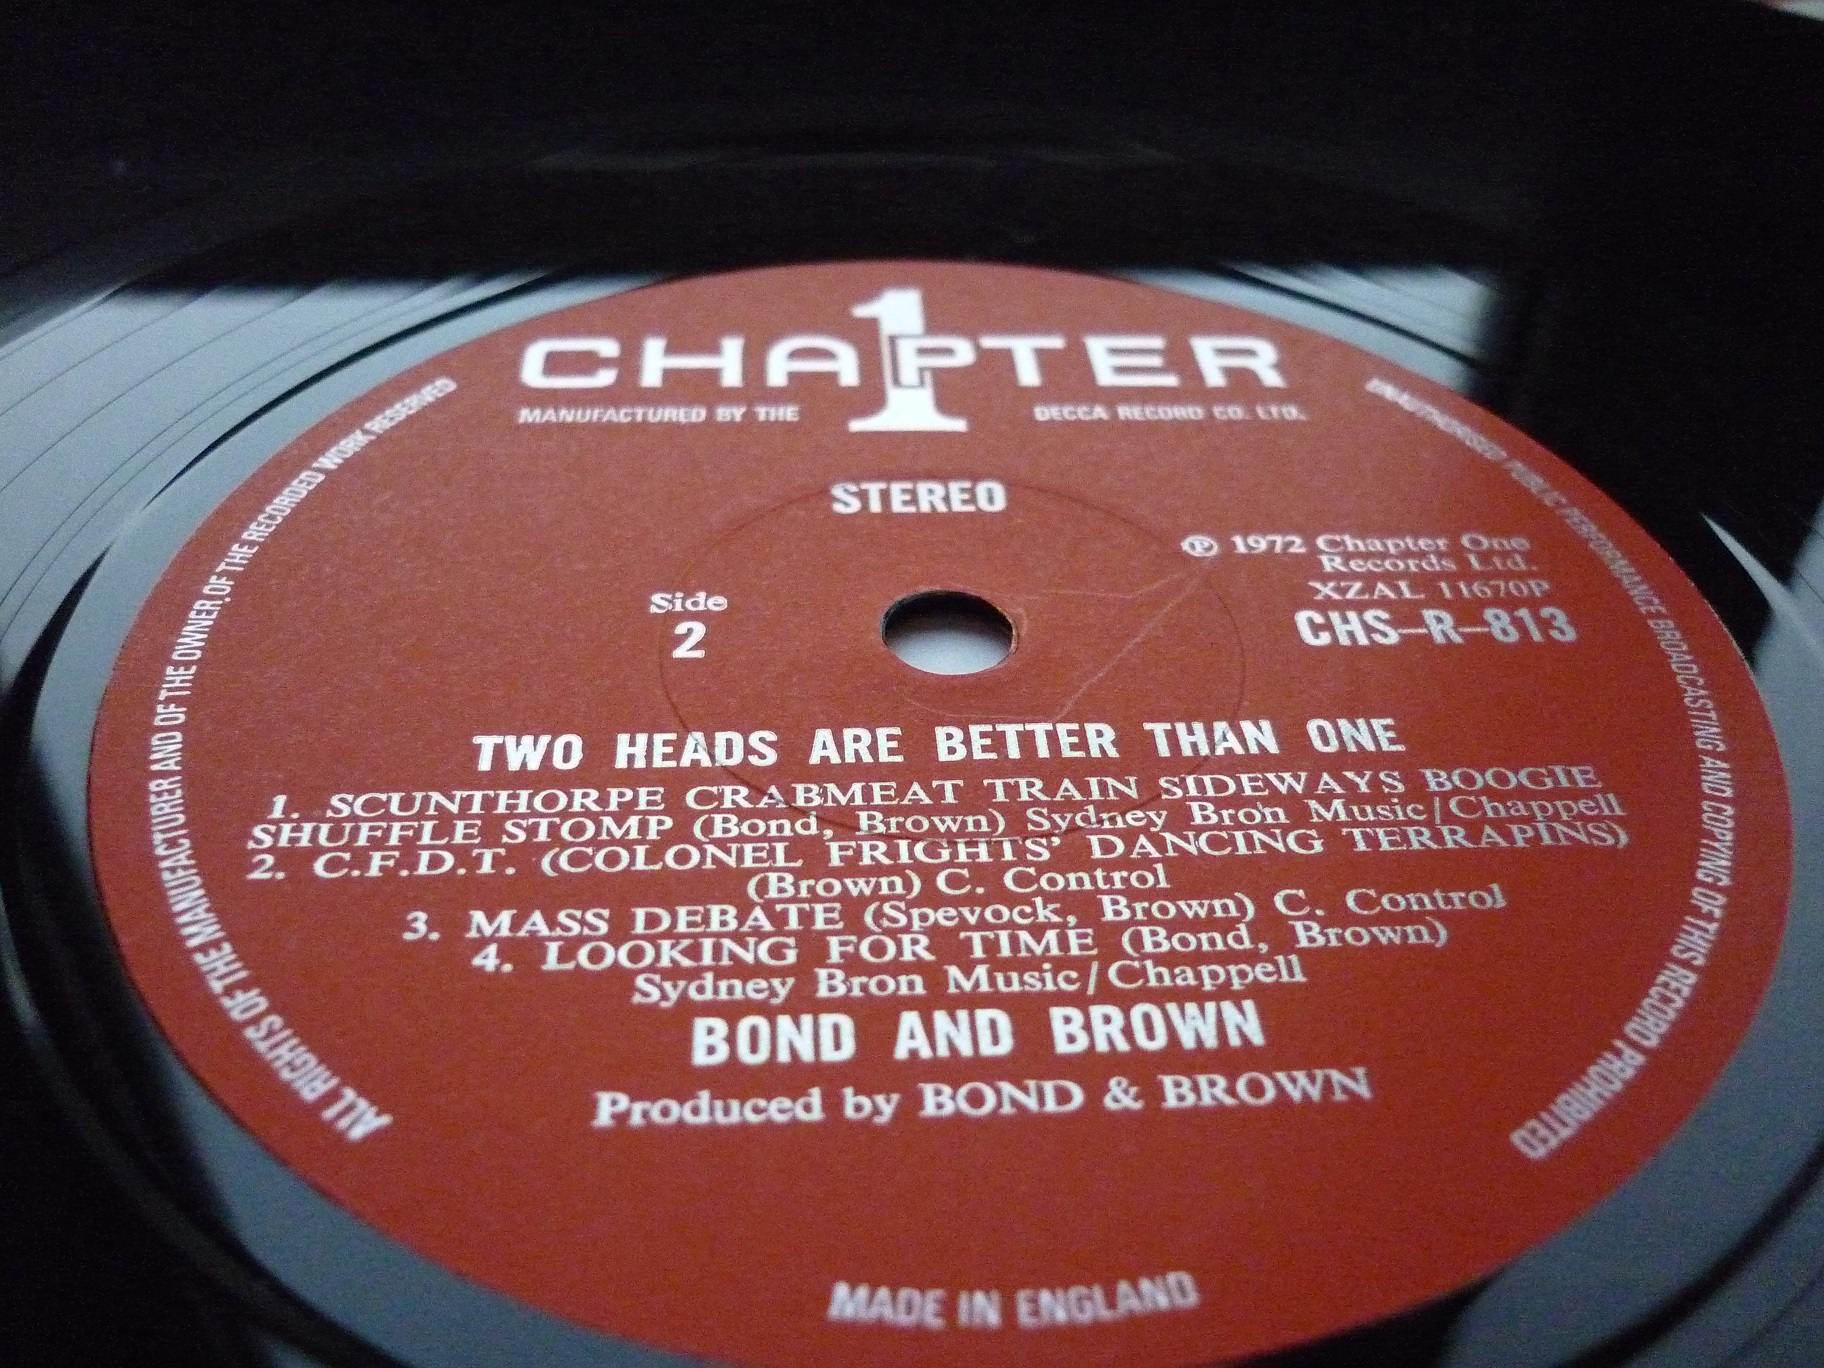 CHAPTER 1
MANUFACTURED BY THE DECCA RECORD CO. LTD.
STEREO
℗ 1972 Chapter One
Records Ltd.
XZAL 11670P
CHS–R–813
Side
2
TWO HEADS ARE BETTER THAN ONE
1. SCUNTHORPE CRABMEAT TRAIN SIDEWAYS BOOGIE
SHUFFLE STOMP (Bond, Brown) Sydney Bron Music/Chappell
2. C.F.D.T. (COLONEL FRIGHTS' DANCING TERRAPINS)
(Brown) C. Control
3. MASS DEBATE (Spevock, Brown) C. Control
4. LOOKING FOR TIME (Bond, Brown)
Sydney Bron Music/Chappell
BOND AND BROWN
Produced by BOND & BROWN
MADE IN ENGLAND
ALL RIGHTS OF THE MANUFACTURER AND OF THE OWNER OF THE RECORDED WORK RESERVED
UNAUTHORISED PUBLIC PERFORMANCE BROADCASTING AND COPYING OF THIS RECORD PROHIBITED